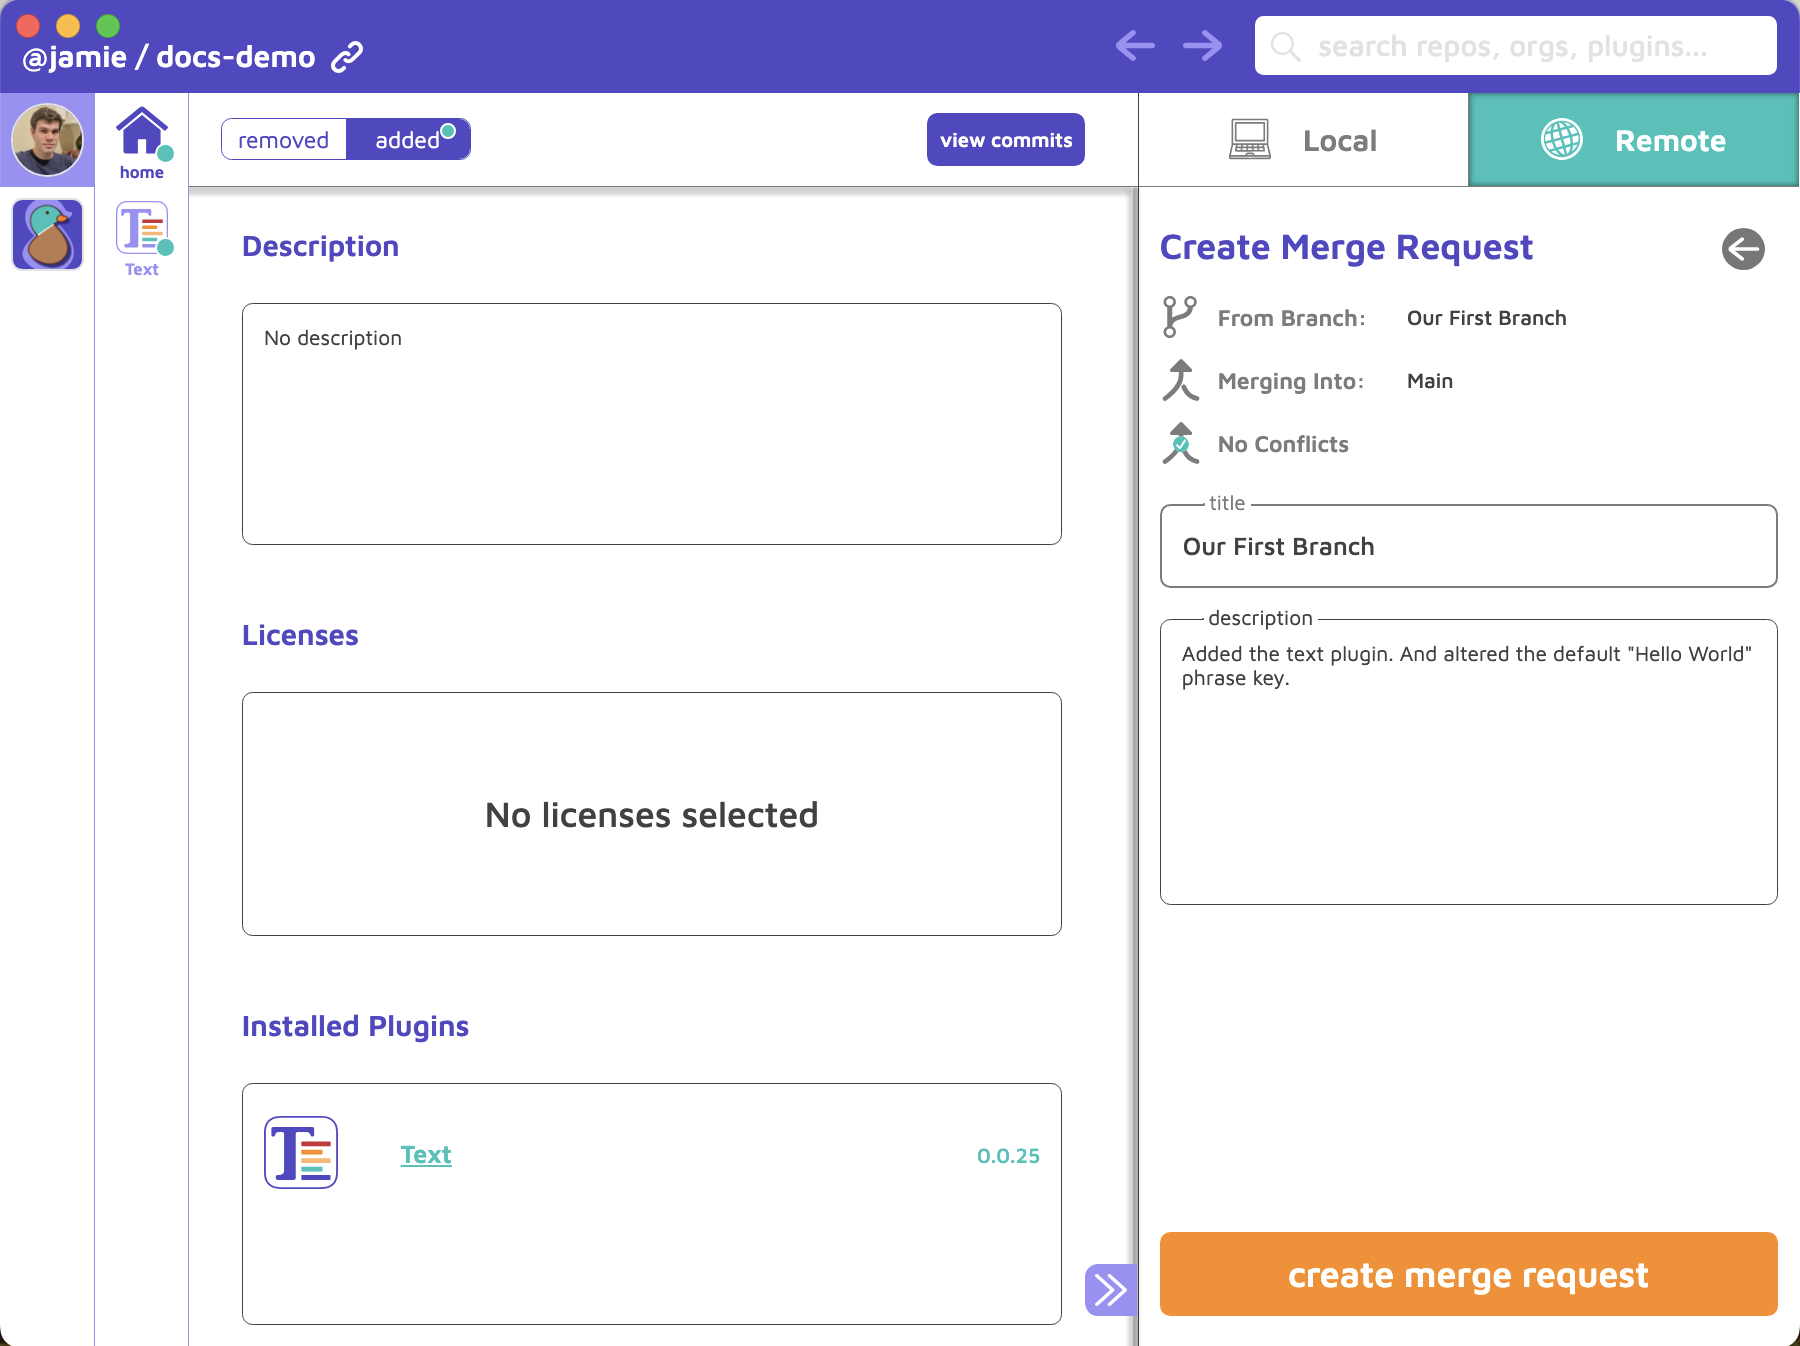 @jamie / docs-demo
search repos, orgs, plugins...
home
Text
removed
added
view commits
Local
Remote
Description
No description
Licenses
No licenses selected
Installed Plugins
Text
0.0.25
Create Merge Request
From Branch:
Our First Branch
Merging Into:
Main
No Conflicts
title
Our First Branch
description
Added the text plugin. And altered the default "Hello World"
phrase key.
create merge request